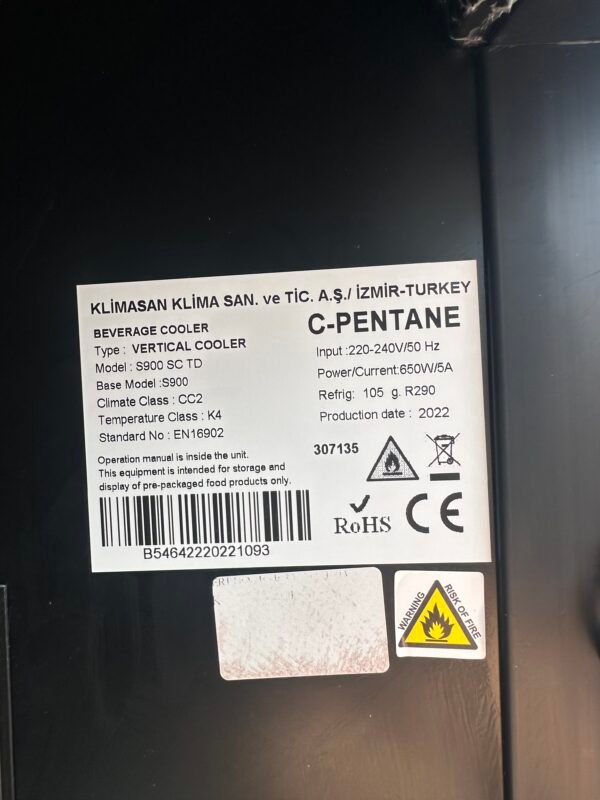 KLİMASAN KLİMA SAN. ve TİC. A.Ş./ İZMİR-TURKEY
BEVERAGE COOLER
C-PENTANE
Type : VERTICAL COOLER
Model : S900 SC TD
Base Model :S900
Climate Class : CC2
Temperature Class : K4
Standard No : EN16902
Input :220-240V/50 Hz
Power/Current:650W/5A
Refrig: 105 g. R290
Production date : 2022
Operation manual is inside the unit.
This equipment is intended for storage and
display of pre-packaged food products only.
307135
RoHS CE
B54642220221093
WARNING
RISK OF FIRE